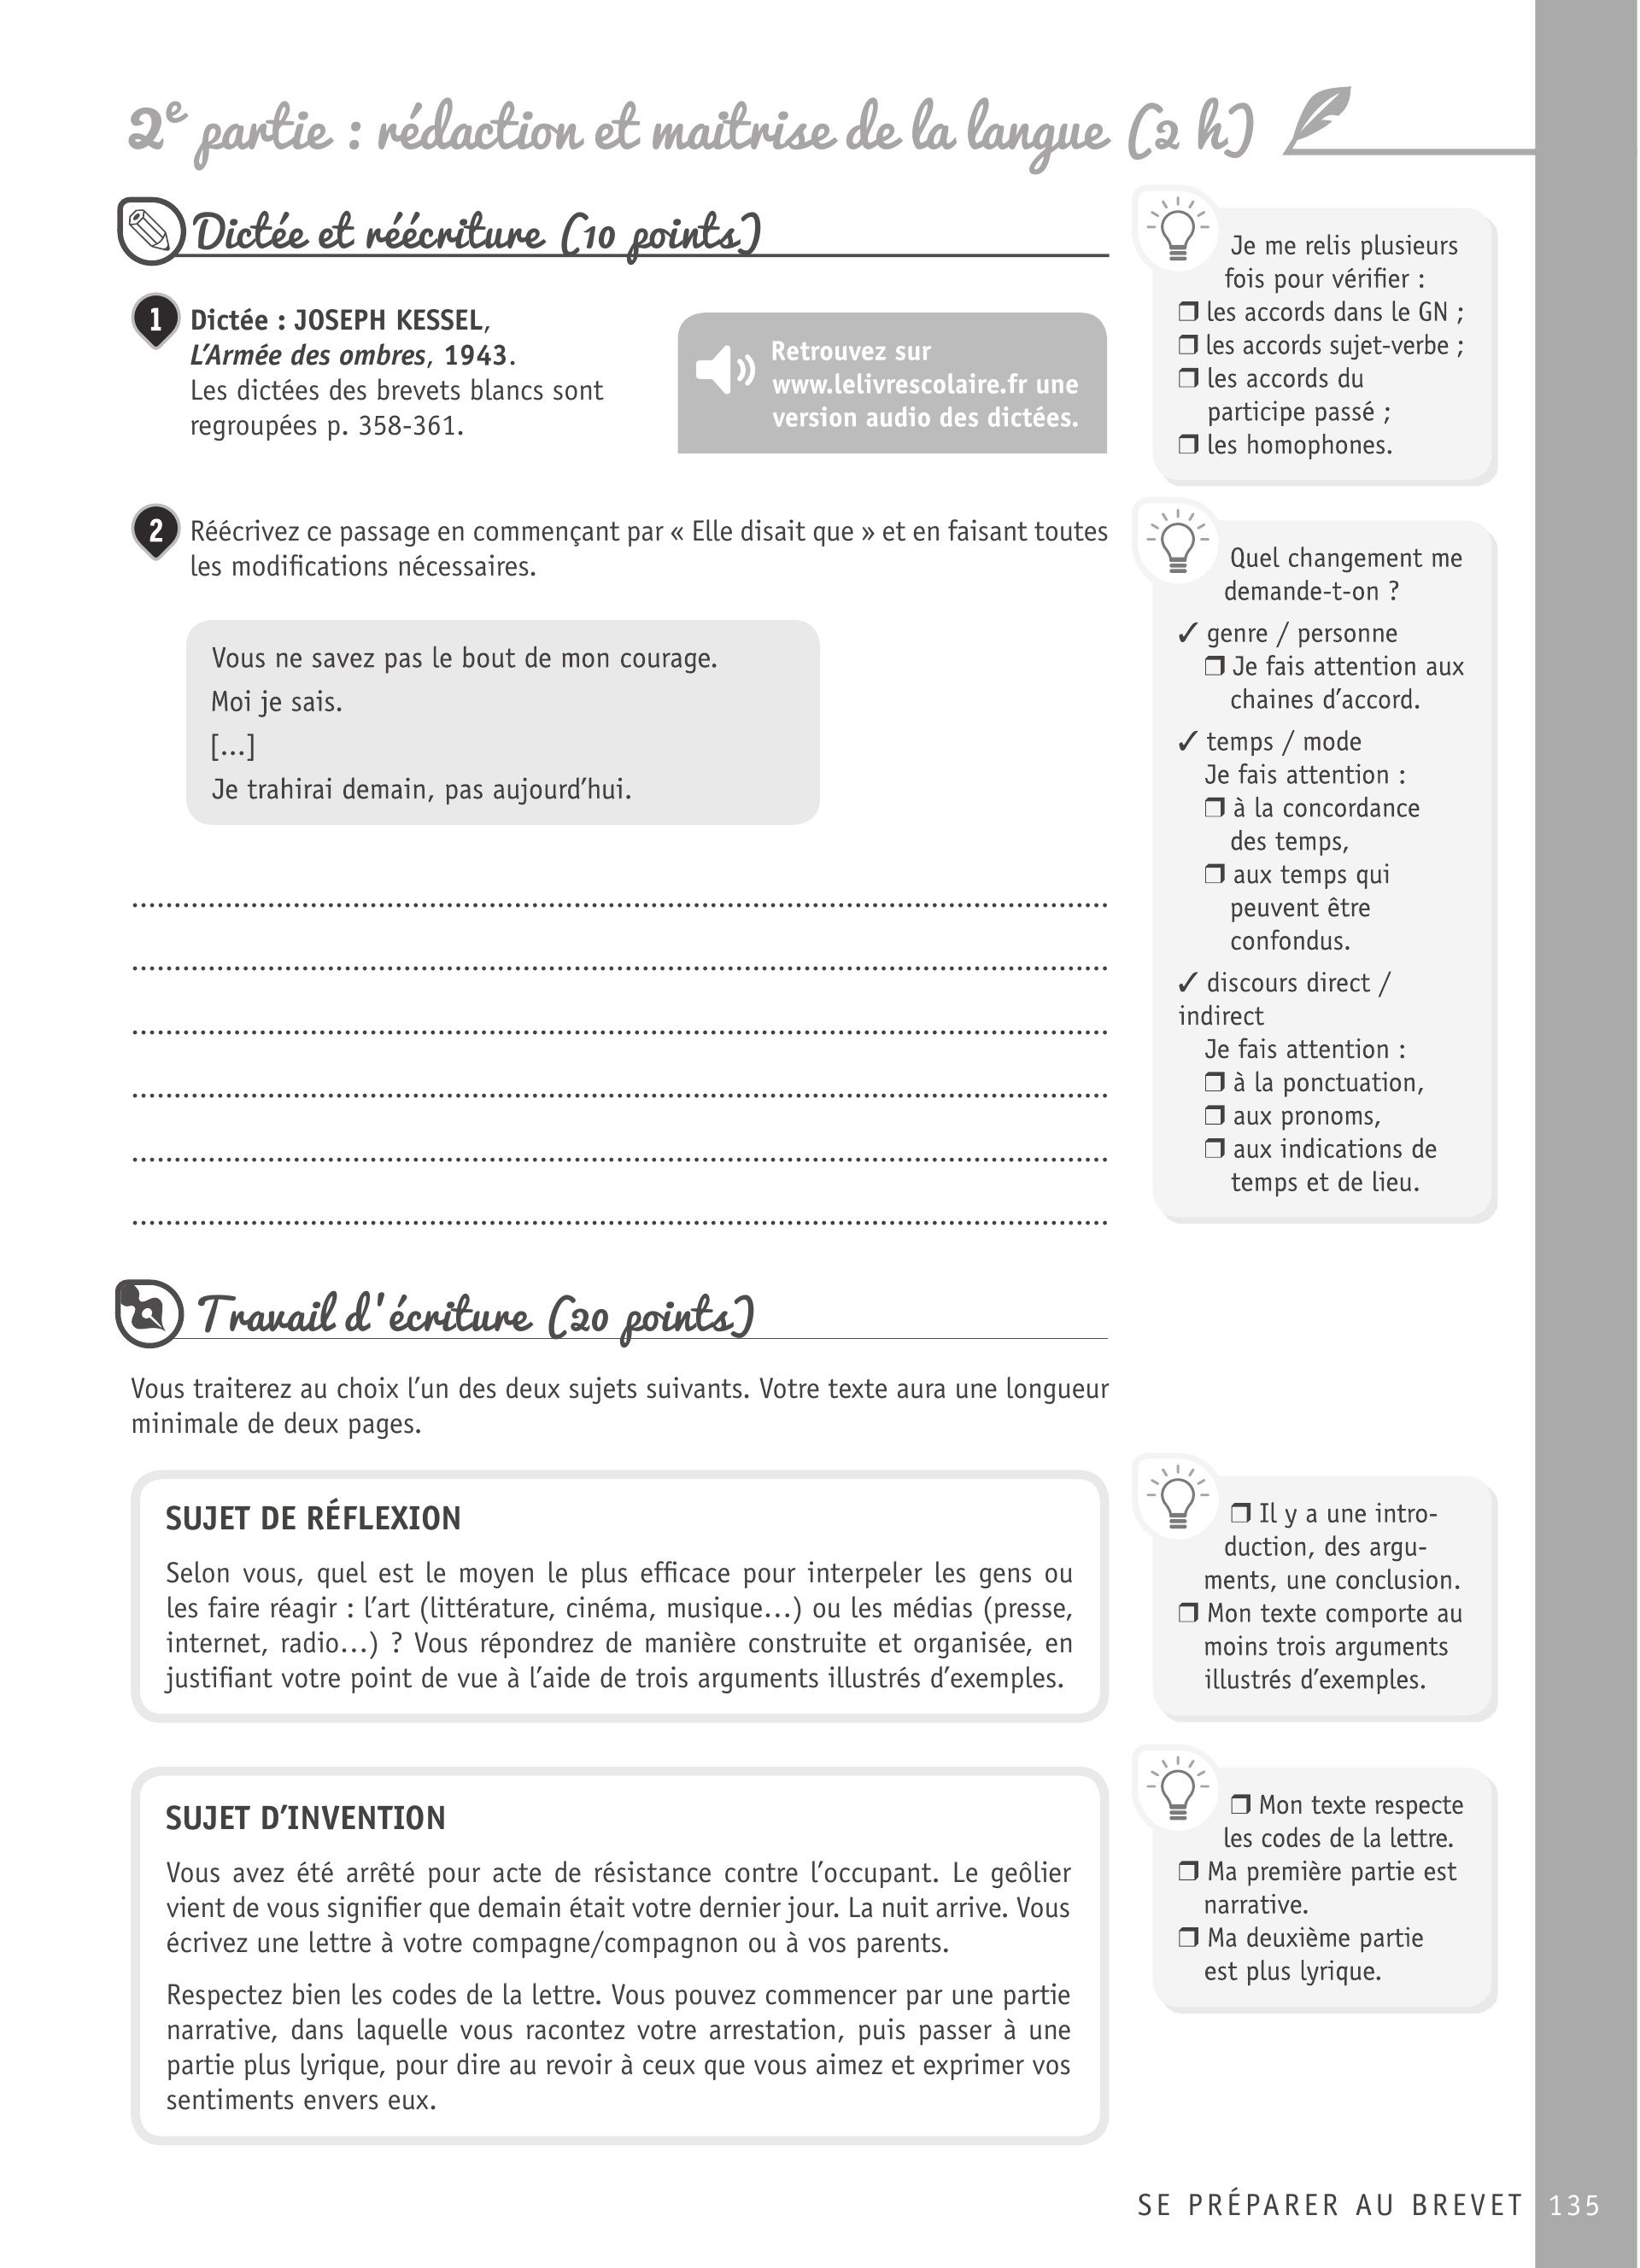 2e partie : rédaction et maitrise de la langue (2 h)
Dictée et réécriture (10 points)
1 Dictée : JOSEPH KESSEL,
L'Armée des ombres, 1943.
Les dictées des brevets blancs sont
regroupées p. 358-361.
Retrouvez sur
www.lelivrescolaire.fr une
version audio des dictées.
Je me relis plusieurs
fois pour vérifier :
❒ les accords dans le GN ;
❒ les accords sujet-verbe ;
❒ les accords du
participe passé ;
❒ les homophones.
2 Réécrivez ce passage en commençant par « Elle disait que » et en faisant toutes
les modifications nécessaires.
Vous ne savez pas le bout de mon courage.
Moi je sais.
[…]
Je trahirai demain, pas aujourd'hui.
Quel changement me
demande-t-on ?
✓ genre / personne
❒ Je fais attention aux
chaines d'accord.
✓ temps / mode
Je fais attention :
❒ à la concordance
des temps,
❒ aux temps qui
peuvent être
confondus.
✓ discours direct /
indirect
Je fais attention :
❒ à la ponctuation,
❒ aux pronoms,
❒ aux indications de
temps et de lieu.
Travail d'écriture (20 points)
Vous traiterez au choix l'un des deux sujets suivants. Votre texte aura une longueur
minimale de deux pages.
SUJET DE RÉFLEXION
Selon vous, quel est le moyen le plus efficace pour interpeler les gens ou
les faire réagir : l'art (littérature, cinéma, musique…) ou les médias (presse,
internet, radio…) ? Vous répondrez de manière construite et organisée, en
justifiant votre point de vue à l'aide de trois arguments illustrés d'exemples.
❒ Il y a une intro-
duction, des argu-
ments, une conclusion.
❒ Mon texte comporte au
moins trois arguments
illustrés d'exemples.
SUJET D'INVENTION
Vous avez été arrêté pour acte de résistance contre l'occupant. Le geôlier
vient de vous signifier que demain était votre dernier jour. La nuit arrive. Vous
écrivez une lettre à votre compagne/compagnon ou à vos parents.
Respectez bien les codes de la lettre. Vous pouvez commencer par une partie
narrative, dans laquelle vous racontez votre arrestation, puis passer à une
partie plus lyrique, pour dire au revoir à ceux que vous aimez et exprimer vos
sentiments envers eux.
❒ Mon texte respecte
les codes de la lettre.
❒ Ma première partie est
narrative.
❒ Ma deuxième partie
est plus lyrique.
SE PRÉPARER AU BREVET 135